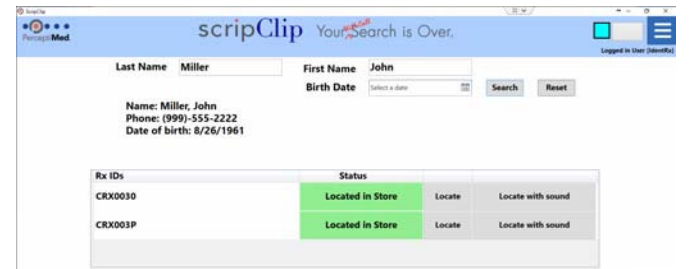 ScripClip
PerceptiMed.
scripClip Your Search is Over.
Logged in User (IdentRx)
Last Name Miller First Name John
Birth Date Select a date Search Reset
Name: Miller, John
Phone: (999)-555-2222
Date of birth: 8/26/1961
Rx IDs Status
CRX0030 Located in Store Locate Locate with sound
CRX003P Located in Store Locate Locate with sound